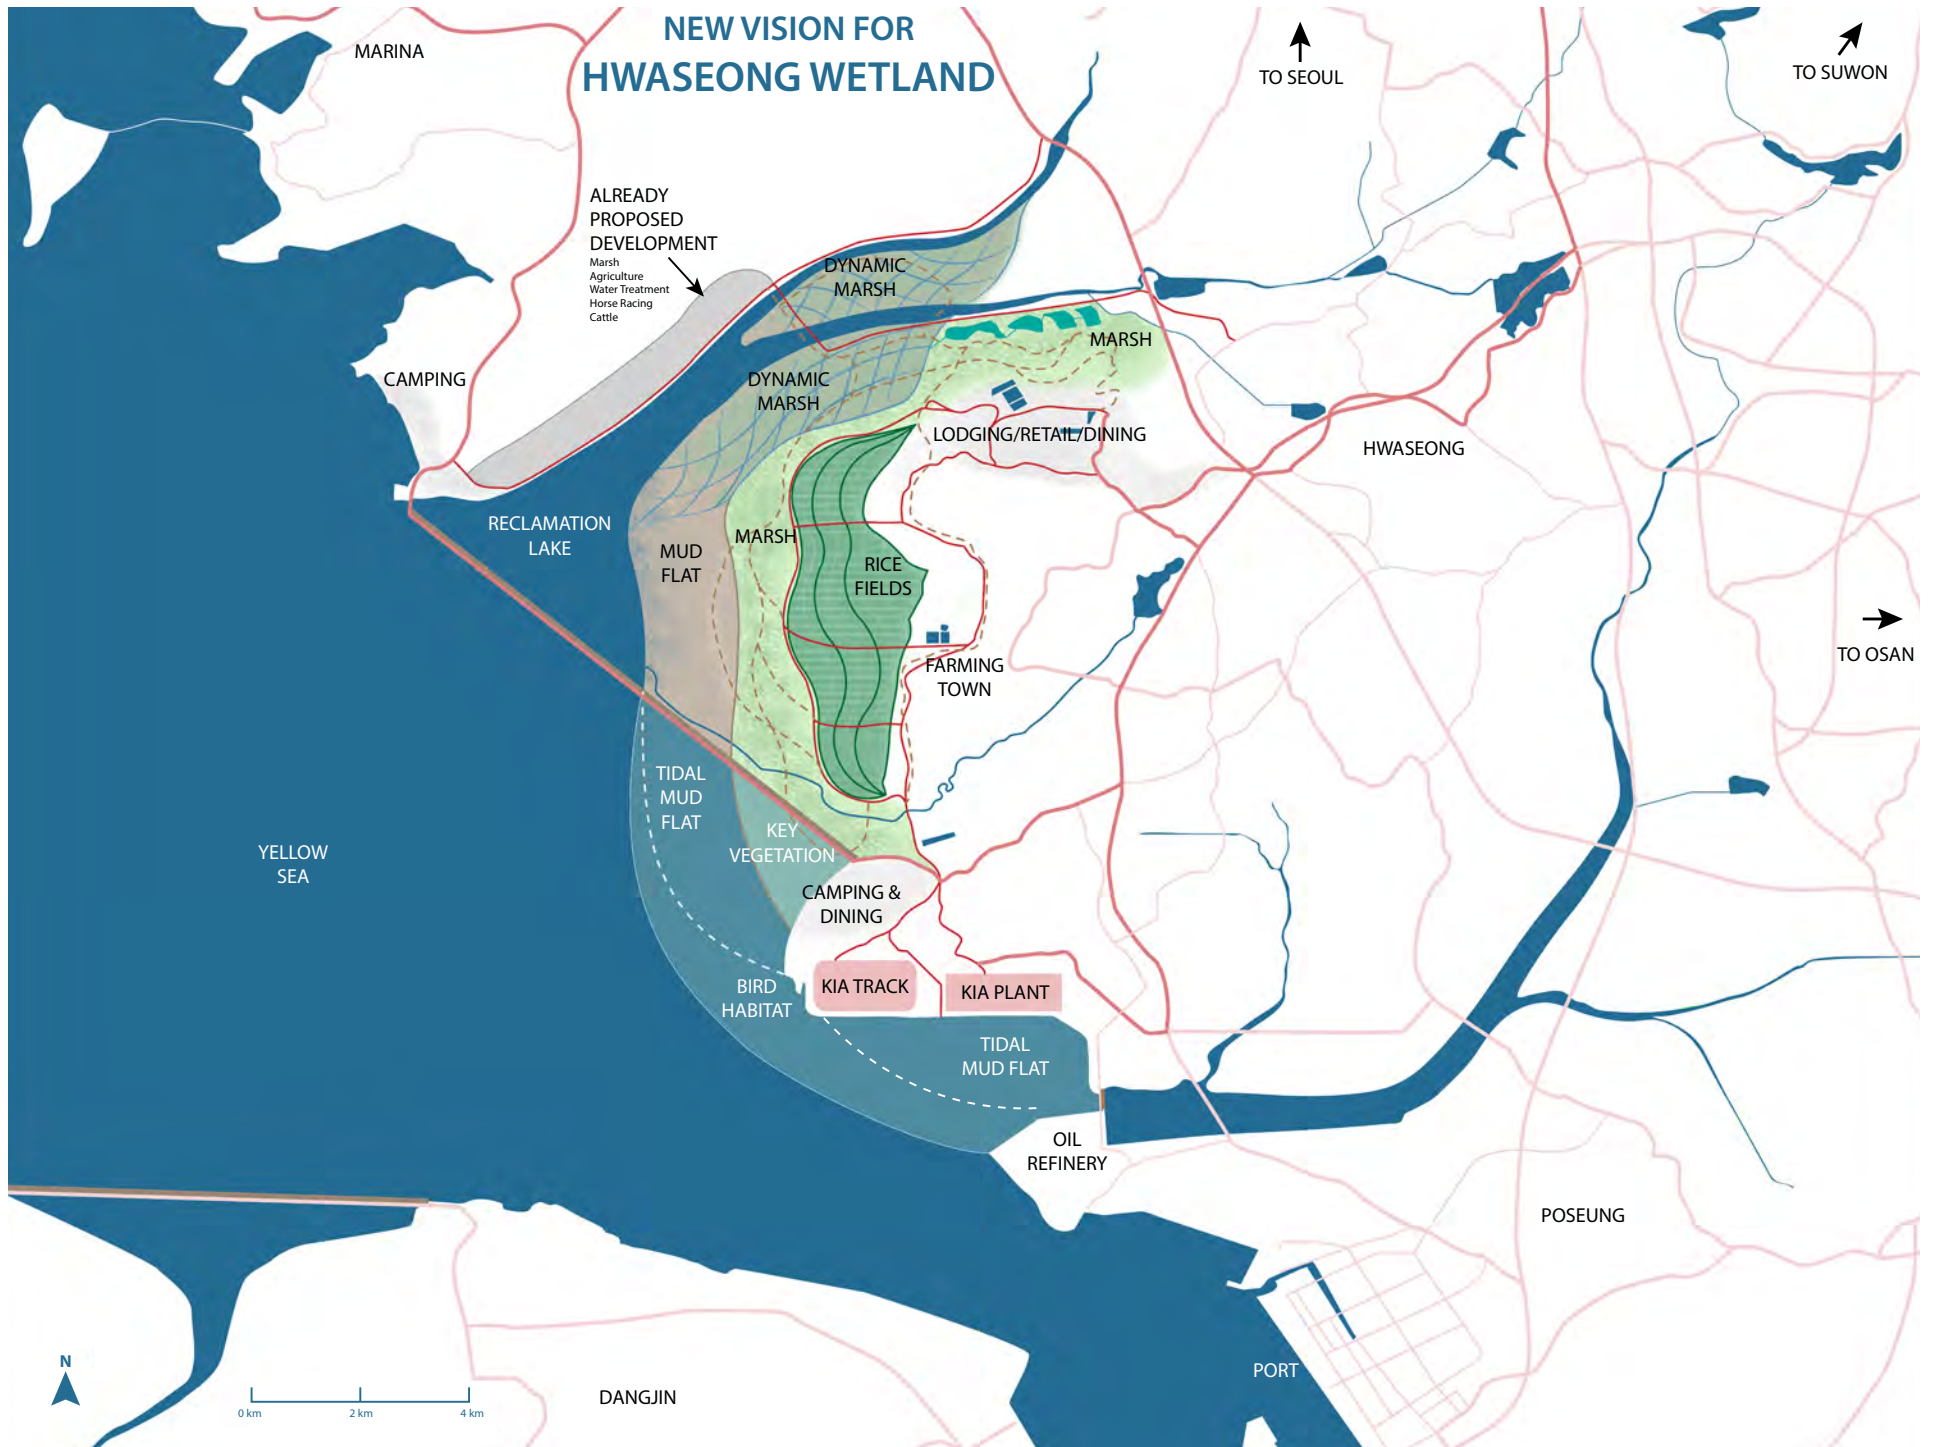 NEW VISION FOR
HWASEONG WETLAND
MARINA
TO SEOUL
TO SUWON
ALREADY
PROPOSED
DEVELOPMENT
Marsh
Agriculture
Water Treatment
Horse Racing
Cattle
DYNAMIC
MARSH
MARSH
CAMPING
DYNAMIC
MARSH
LODGING/RETAIL/DINING
HWASEONG
RECLAMATION
LAKE
MUD
FLAT
MARSH
RICE
FIELDS
TO OSAN
FARMING
TOWN
TIDAL
MUD
FLAT
KEY
VEGETATION
YELLOW
SEA
CAMPING &
DINING
BIRD
HABITAT
KIA TRACK
KIA PLANT
TIDAL
MUD FLAT
OIL
REFINERY
POSEUNG
PORT
N
0 km
2 km
4 km
DANGJIN